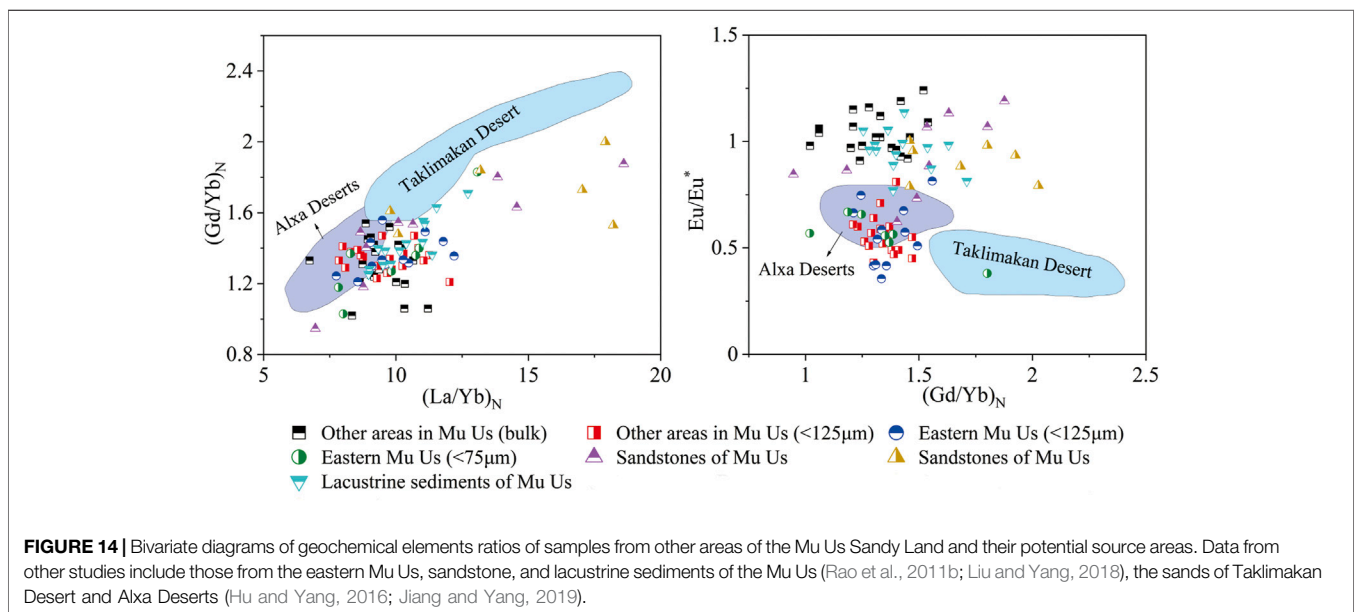 2.4
2
1.6
1.2
0.8
(Gd/Yb)N
Alxa Deserts
Taklimakan Desert
5 10 15 20
(La/Yb)N
1.5
1
0.5
0
Eu/Eu*
Alxa Deserts
Taklimakan Desert
1 1.5 2 2.5
(Gd/Yb)N
Other areas in Mu Us (bulk) Other areas in Mu Us (<125μm) Eastern Mu Us (<125μm)
Eastern Mu Us (<75μm) Sandstones of Mu Us Sandstones of Mu Us
Lacustrine sediments of Mu Us
FIGURE 14 | Bivariate diagrams of geochemical elements ratios of samples from other areas of the Mu Us Sandy Land and their potential source areas. Data from
other studies include those from the eastern Mu Us, sandstone, and lacustrine sediments of the Mu Us (Rao et al., 2011b; Liu and Yang, 2018), the sands of Taklimakan
Desert and Alxa Deserts (Hu and Yang, 2016; Jiang and Yang, 2019).